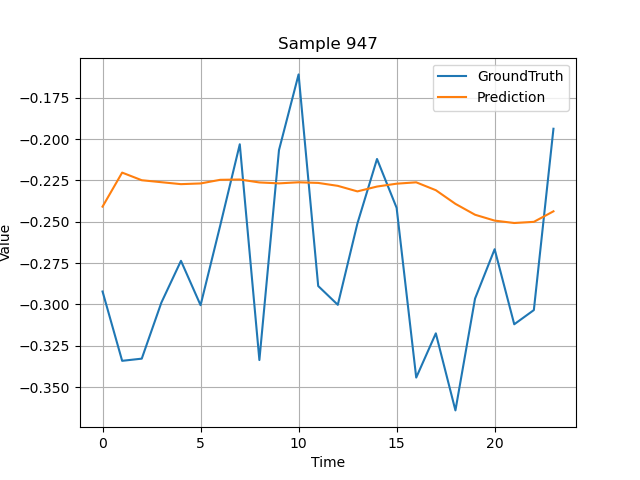 Sample 947
GroundTruth
Prediction
−0.175
−0.200
−0.225
−0.250
−0.275
−0.300
−0.325
−0.350
Value
0 5 10 15 20
Time